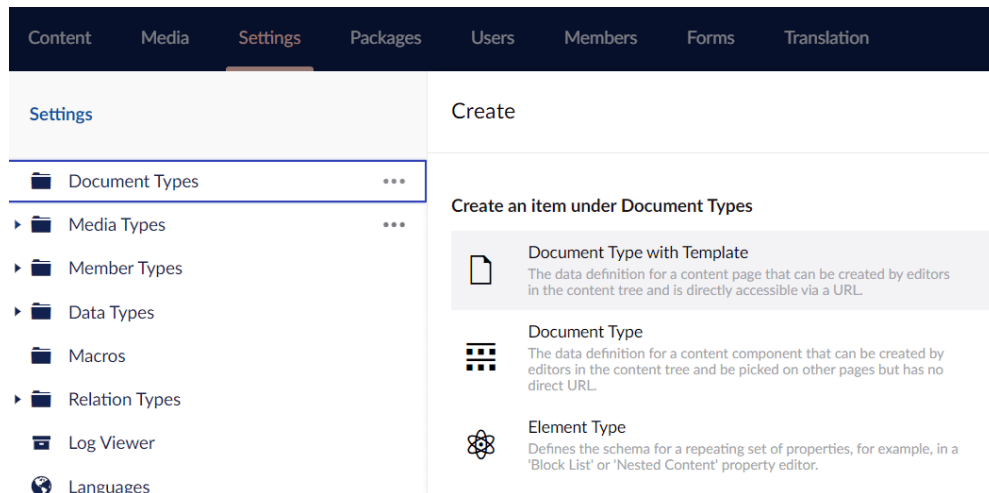 Content Media Settings Packages Users Members Forms Translation
Settings
Create
Document Types
Media Types
Member Types
Data Types
Macros
Relation Types
Log Viewer
Languages
Create an item under Document Types
Document Type with Template
The data definition for a content page that can be created by editors
in the content tree and is directly accessible via a URL.
Document Type
The data definition for a content component that can be created by
editors in the content tree and be picked on other pages but has no
direct URL.
Element Type
Defines the schema for a repeating set of properties, for example, in a
'Block List' or 'Nested Content' property editor.